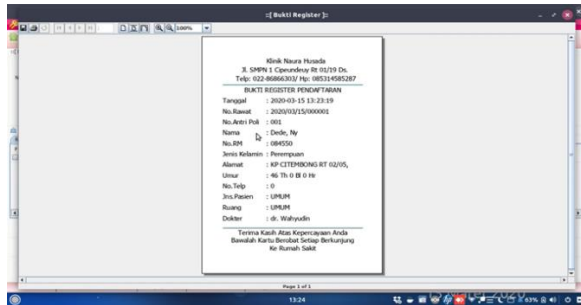 ::[ Bukti Register ]::
100%
Klinik Naura Husada
Jl. SMPN 1 Cipeundeuy Rt 01/19 Ds.
Telp: 022-86866303/ Hp: 085314585287
BUKTI REGISTER PENDAFTARAN
Tanggal : 2020-03-15 13:23:19
No.Rawat : 2020/03/15/000001
No.Antri Poli : 001
Nama : Dede, Ny
No.RM : 084550
Jenis Kelamin : Perempuan
Alamat : KP CITEMBONG RT 02/05,
Umur : 46 Th 0 Bl 0 Hr
No.Telp : 0
Jns.Pasien : UMUM
Ruang : UMUM
Dokter : dr. Wahyudin
Terima Kasih Atas Kepercayaan Anda
Bawalah Kartu Berobat Setiap Berkunjung
Ke Rumah Sakit
Page 1 of 1
13:24
63%